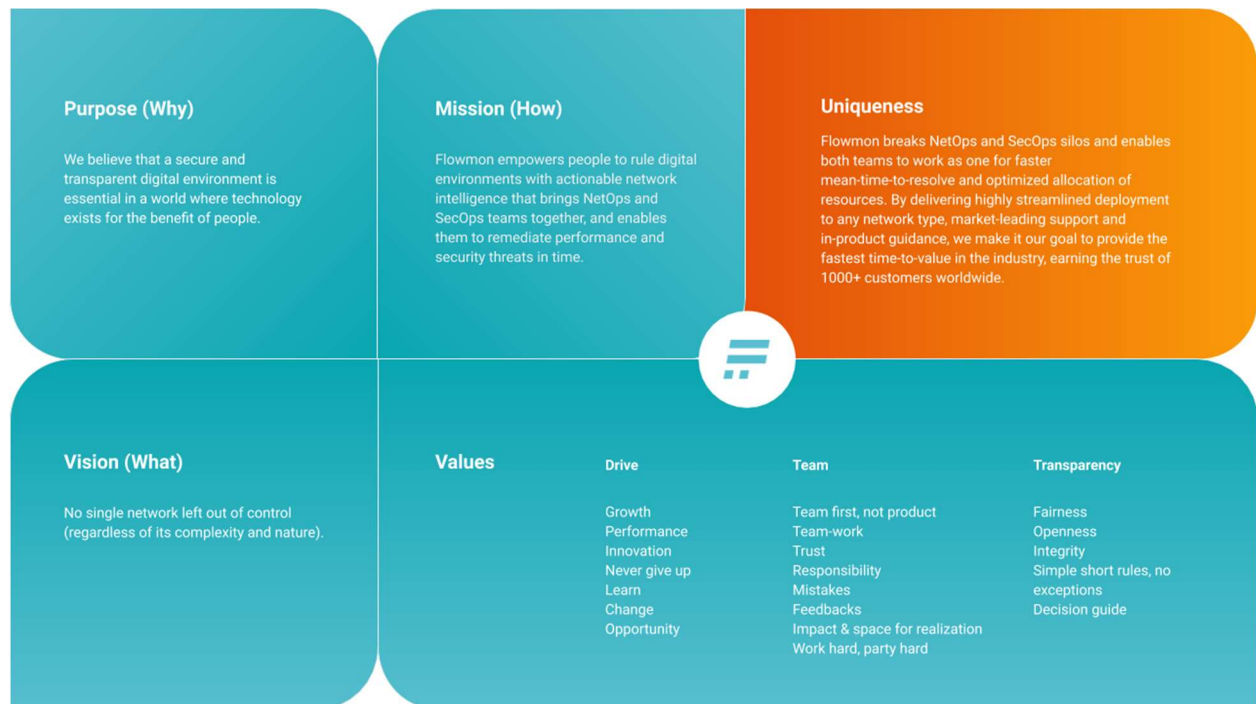 Purpose (Why)
We believe that a secure and
transparent digital environment is
essential in a world where technology
exists for the benefit of people.
Mission (How)
Flowmon empowers people to rule digital
environments with actionable network
intelligence that brings NetOps and
SecOps teams together, and enables
them to remediate performance and
security threats in time.
Uniqueness
Flowmon breaks NetOps and SecOps silos and enables
both teams to work as one for faster
mean-time-to-resolve and optimized allocation of
resources. By delivering highly streamlined deployment
to any network type, market-leading support and
in-product guidance, we make it our goal to provide the
fastest time-to-value in the industry, earning the trust of
1000+ customers worldwide.
Vision (What)
No single network left out of control
(regardless of its complexity and nature).
Values
Drive
Growth
Performance
Innovation
Never give up
Learn
Change
Opportunity
Team
Team first, not product
Team-work
Trust
Responsibility
Mistakes
Feedbacks
Impact & space for realization
Work hard, party hard
Transparency
Fairness
Openness
Integrity
Simple short rules, no
exceptions
Decision guide